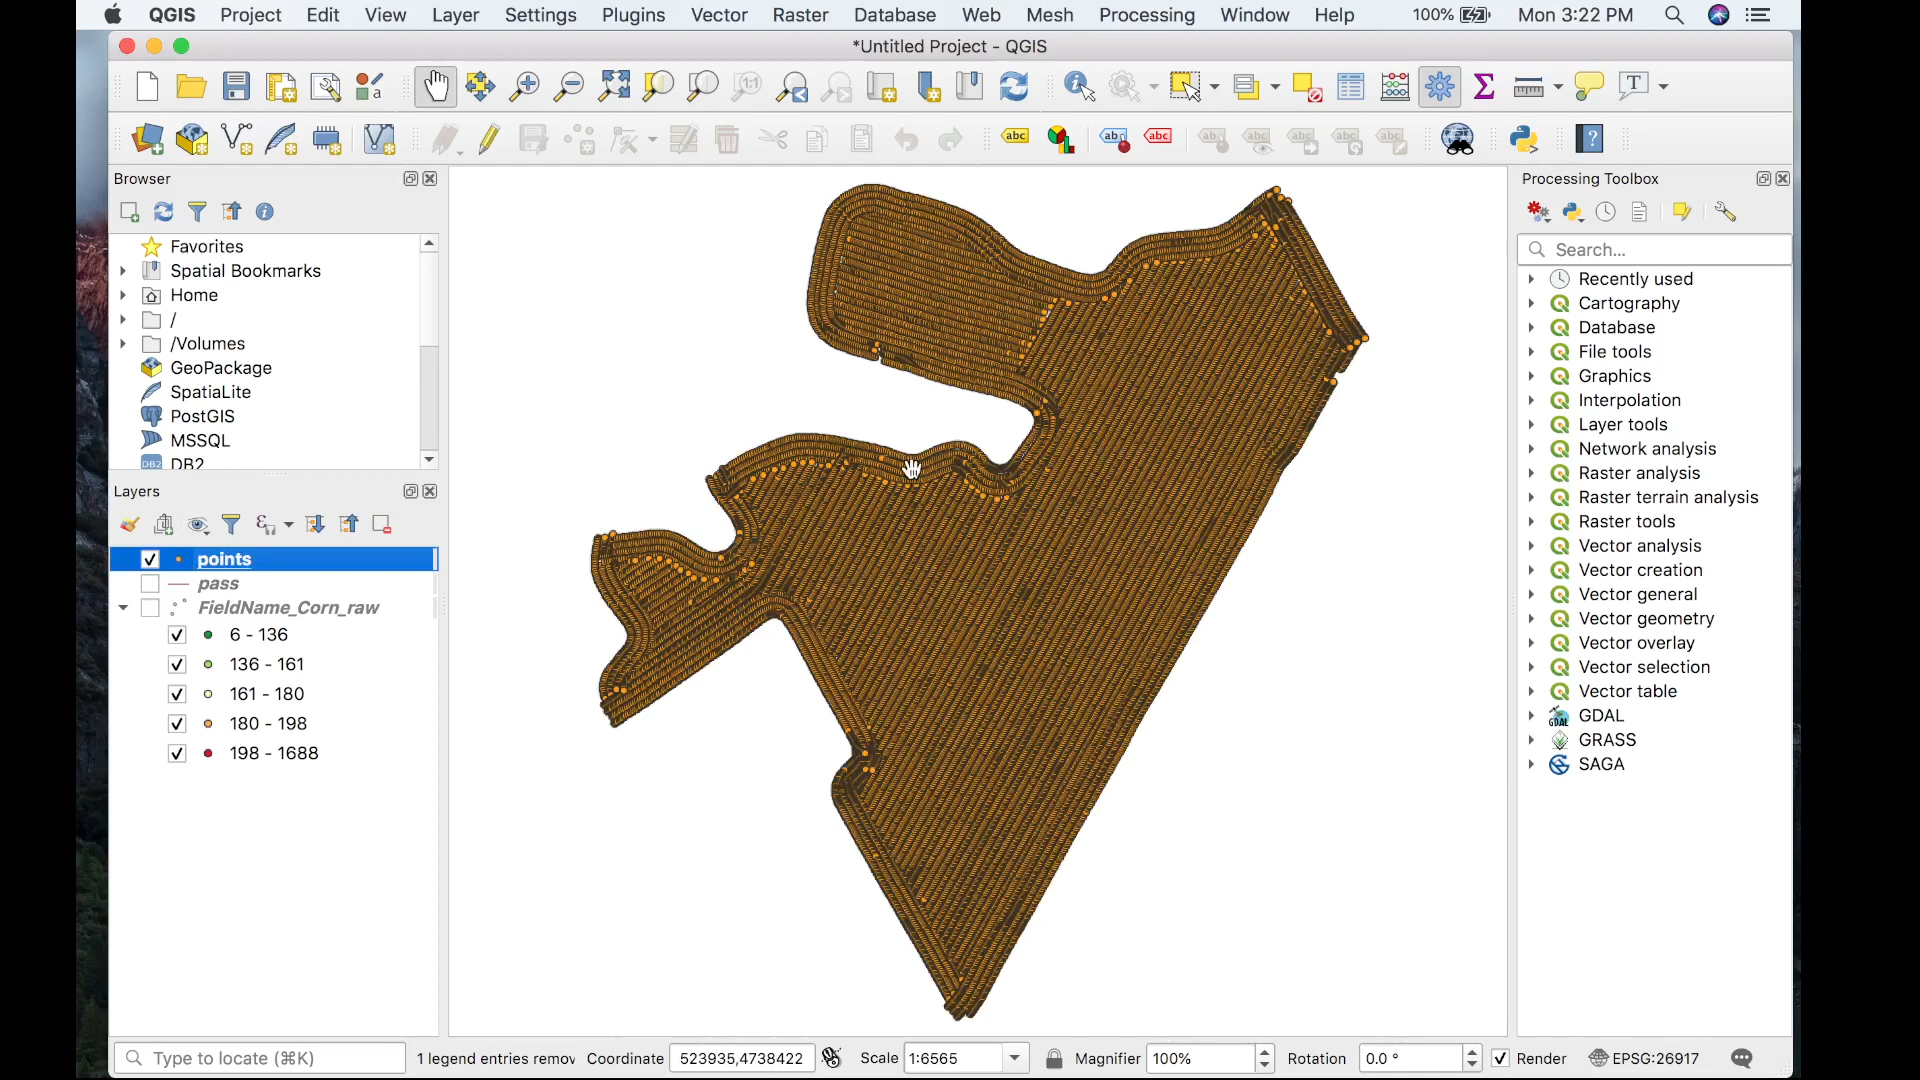 QGIS Project Edit View Layer Settings Plugins Vector Raster Database Web Mesh Processing Window Help 100% Mon 3:22 PM
*Untitled Project - QGIS
Browser
Favorites
Spatial Bookmarks
Home
/
/Volumes
GeoPackage
SpatiaLite
PostGIS
MSSQL
DB2
Layers
points
pass
FieldName_Corn_raw
6 - 136
136 - 161
161 - 180
180 - 198
198 - 1688
Processing Toolbox
Search...
Recently used
Cartography
Database
File tools
Graphics
Interpolation
Layer tools
Network analysis
Raster analysis
Raster terrain analysis
Raster tools
Vector analysis
Vector creation
Vector general
Vector geometry
Vector overlay
Vector selection
Vector table
GDAL
GRASS
SAGA
Type to locate (⌘K) 1 legend entries remov Coordinate 523935,4738422 Scale 1:6565 Magnifier 100% Rotation 0.0 ° Render EPSG:26917